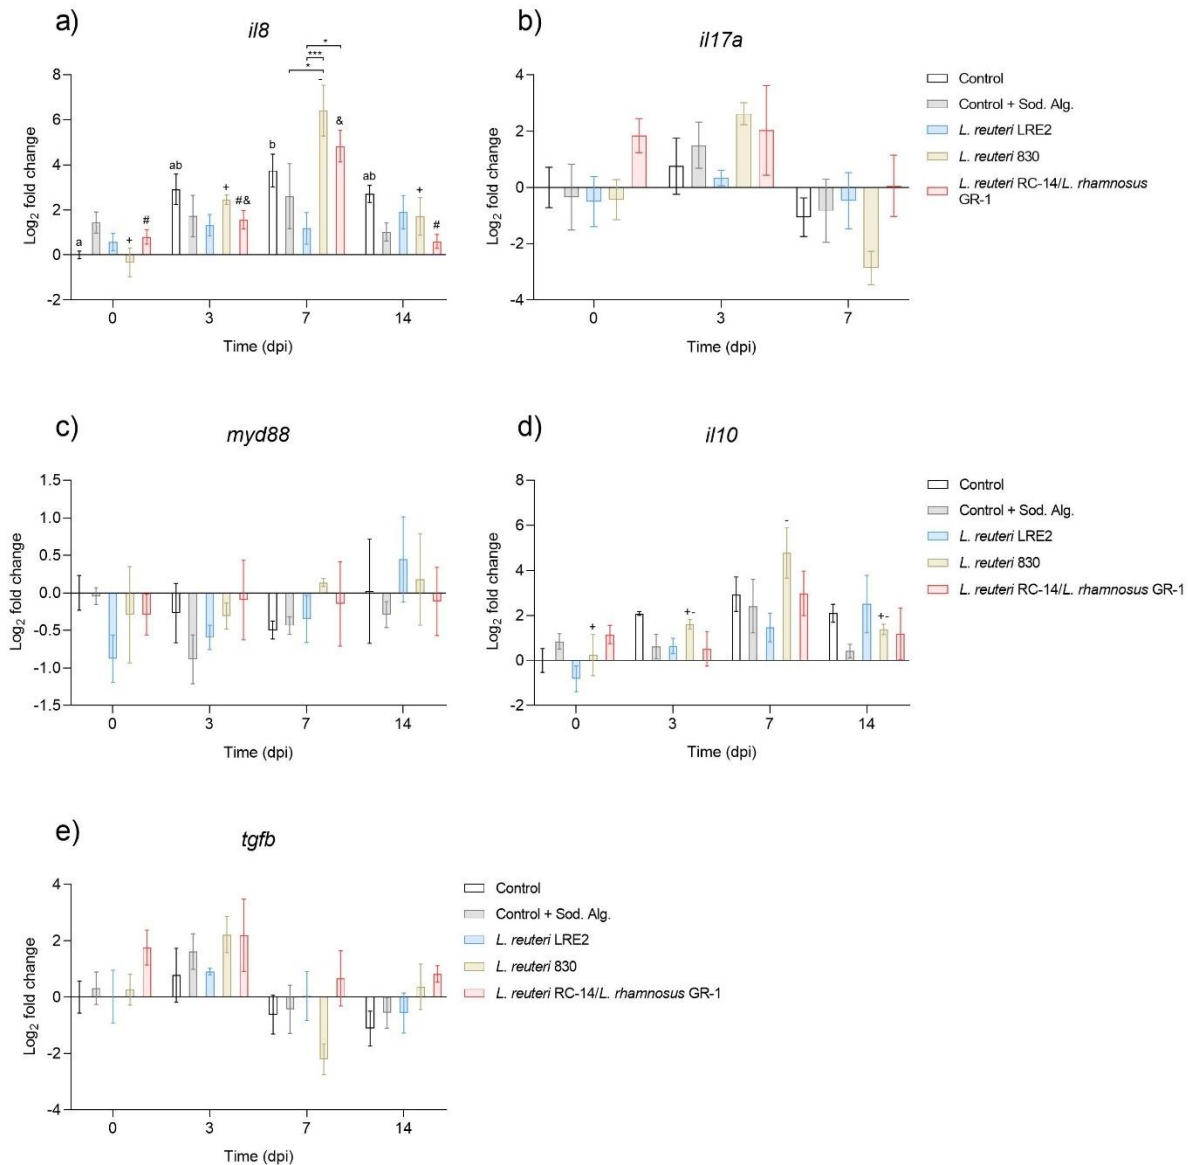 a)
il8
*
***
*
-
&
b
ab
ab
+
+
#&
#
#
a
+
8
6
4
2
0
-2
Log2 fold change
0 3 7 14
Time (dpi)
b)
il17a
4
2
0
-2
-4
Log2 fold change
0 3 7
Time (dpi)
Control
Control + Sod. Alg.
L. reuteri LRE2
L. reuteri 830
L. reuteri RC-14/L. rhamnosus
GR-1
c)
myd88
1.5
1.0
0.5
0.0
-0.5
-1.0
-1.5
Log2 fold change
0 3 7 14
Time (dpi)
d)
il10
-
+-
+-
+
8
6
4
2
0
-2
Log2 fold change
0 3 7 14
Time (dpi)
Control
Control + Sod. Alg.
L. reuteri LRE2
L. reuteri 830
L. reuteri RC-14/L. rhamnosus GR-1
e)
tgfb
4
2
0
-2
-4
Log2 fold change
0 3 7 14
Time (dpi)
Control
Control + Sod. Alg.
L. reuteri LRE2
L. reuteri 830
L. reuteri RC-14/L. rhamnosus GR-1